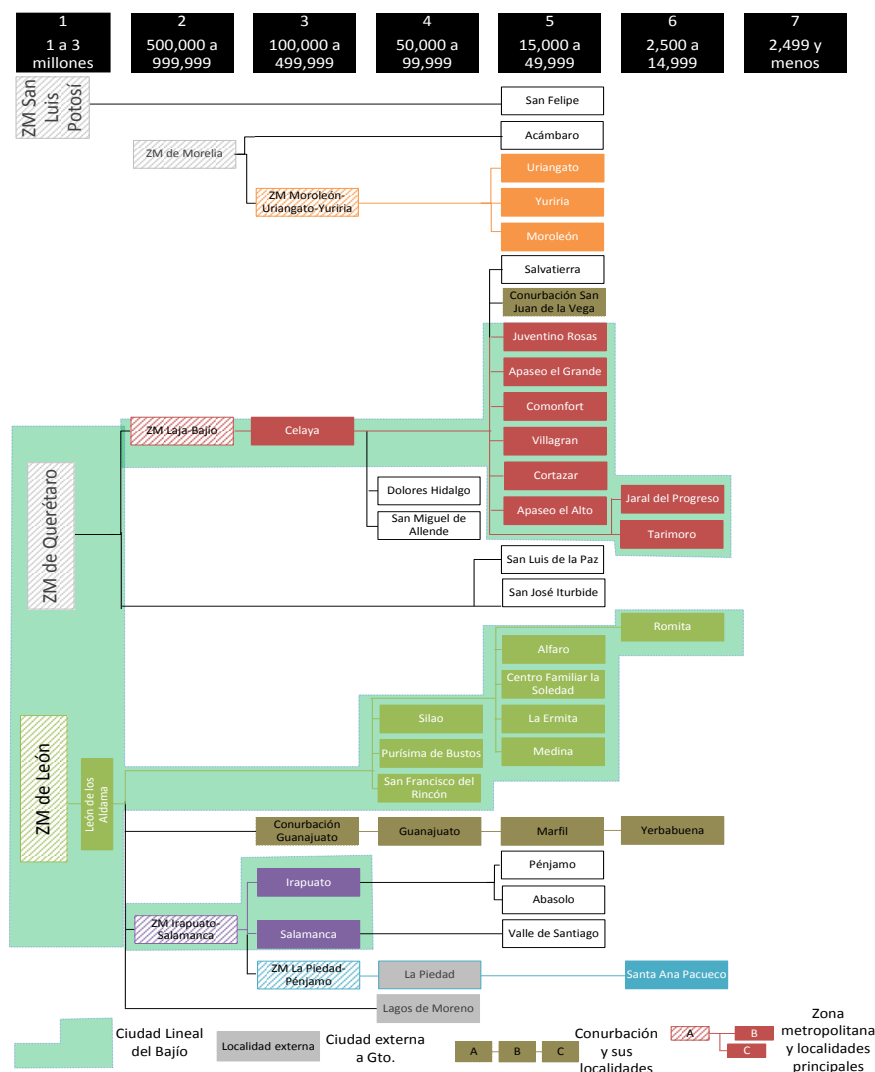 1
1 a 3
millones
2
500,000 a
999,999
3
100,000 a
499,999
4
50,000 a
99,999
5
15,000 a
49,999
6
2,500 a
14,999
7
2,499 y
menos
ZM San
Luis
Potosí
San Felipe
Acámbaro
ZM de Morelia
Uriangato
ZM Moroleón-
Uriangato-Yuriria
Yuriria
Moroleón
Salvatierra
Conurbación San
Juan de la Vega
Juventino Rosas
Apaseo el Grande
Comonfort
ZM Laja-Bajío
Celaya
Villagran
Cortazar
Dolores Hidalgo
Jaral del Progreso
Apaseo el Alto
San Miguel de
Allende
Tarimoro
ZM de Querétaro
San Luis de la Paz
San José Iturbide
Romita
Alfaro
Centro Familiar la
Soledad
Silao
La Ermita
Purísima de Bustos
Medina
San Francisco del
Rincón
ZM de León
León de los
Aldama
Conurbación
Guanajuato
Guanajuato
Marfil
Yerbabuena
Pénjamo
Irapuato
Abasolo
ZM Irapuato-
Salamanca
Salamanca
Valle de Santiago
ZM La Piedad-
Pénjamo
La Piedad
Santa Ana Pacueco
Lagos de Moreno
Ciudad Lineal
del Bajío
Localidad externa
Ciudad externa
a Gto.
A
B
C
Conurbación
y sus
localidades
A
B
C
Zona
metropolitana
y localidades
principales